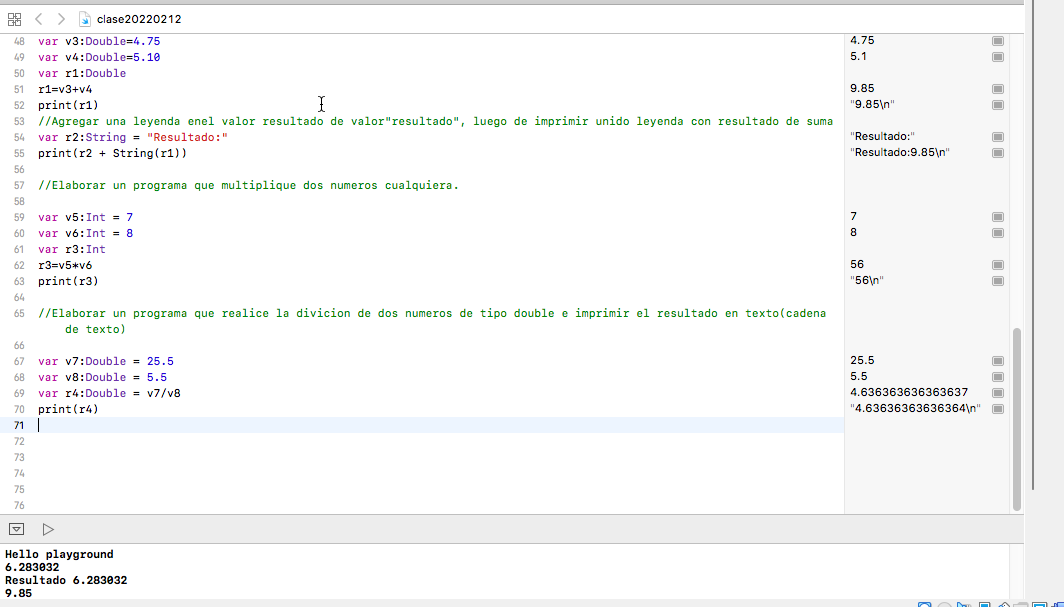 clase20220212
48 var v3:Double=4.75 4.75
49 var v4:Double=5.10 5.1
50 var r1:Double
51 r1=v3+v4 9.85
52 print(r1) "9.85\n"
53 //Agregar una leyenda enel valor resultado de valor"resultado", luego de imprimir unido leyenda con resultado de suma
54 var r2:String = "Resultado:" "Resultado:"
55 print(r2 + String(r1)) "Resultado:9.85\n"
56
57 //Elaborar un programa que multiplique dos numeros cualquiera.
58
59 var v5:Int = 7 7
60 var v6:Int = 8 8
61 var r3:Int
62 r3=v5*v6 56
63 print(r3) "56\n"
64
65 //Elaborar un programa que realice la divicion de dos numeros de tipo double e imprimir el resultado en texto(cadena
de texto)
66
67 var v7:Double = 25.5 25.5
68 var v8:Double = 5.5 5.5
69 var r4:Double = v7/v8 4.636363636363637
70 print(r4) "4.63636363636364\n"
71
72
73
74
75
76
Hello playground
6.283032
Resultado 6.283032
9.85